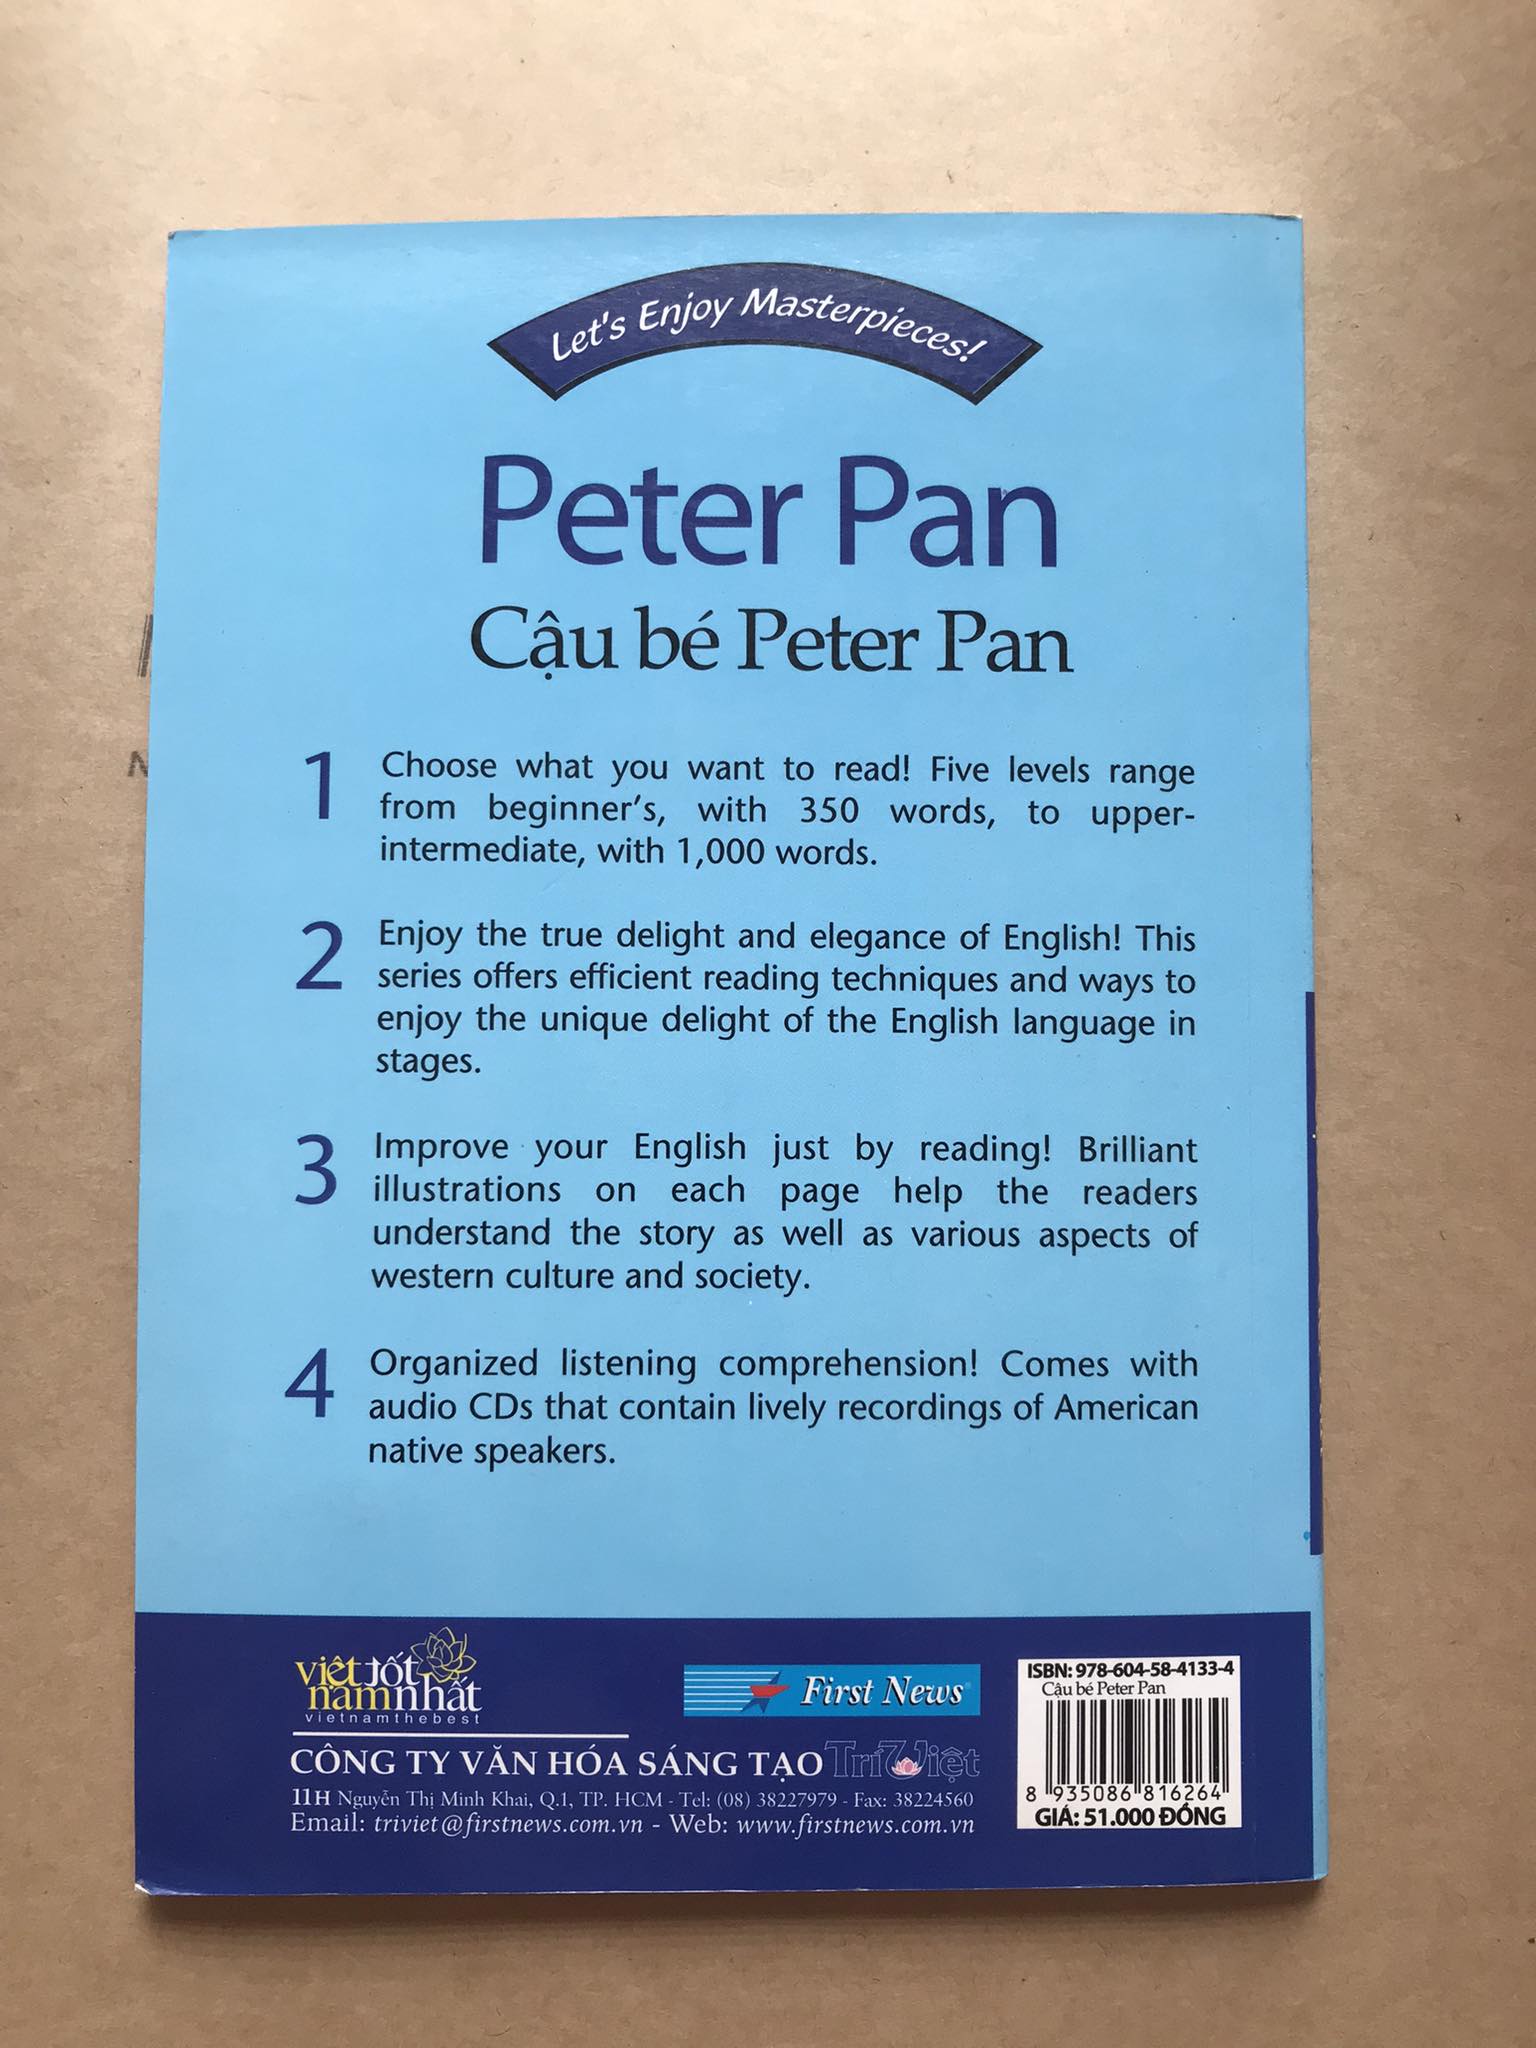 Let's Enjoy Masterpieces!
Peter Pan
Cậu bé Peter Pan
1 Choose what you want to read! Five levels range
from beginner's, with 350 words, to upper-
intermediate, with 1,000 words.
2 Enjoy the true delight and elegance of English! This
series offers efficient reading techniques and ways to
enjoy the unique delight of the English language in
stages.
3 Improve your English just by reading! Brilliant
illustrations on each page help the readers
understand the story as well as various aspects of
western culture and society.
4 Organized listening comprehension! Comes with
audio CDs that contain lively recordings of American
native speakers.
việt tốt
nam nhất
vietnamthebest
First News
CÔNG TY VĂN HÓA SÁNG TẠO Trí Việt
11H Nguyễn Thị Minh Khai, Q.1, TP. HCM - Tel: (08) 38227979 - Fax: 38224560
Email: triviet@firstnews.com.vn - Web: www.firstnews.com.vn
ISBN: 978-604-58-4133-4
Cậu bé Peter Pan
8 935086 816264
GIÁ: 51.000 ĐỒNG